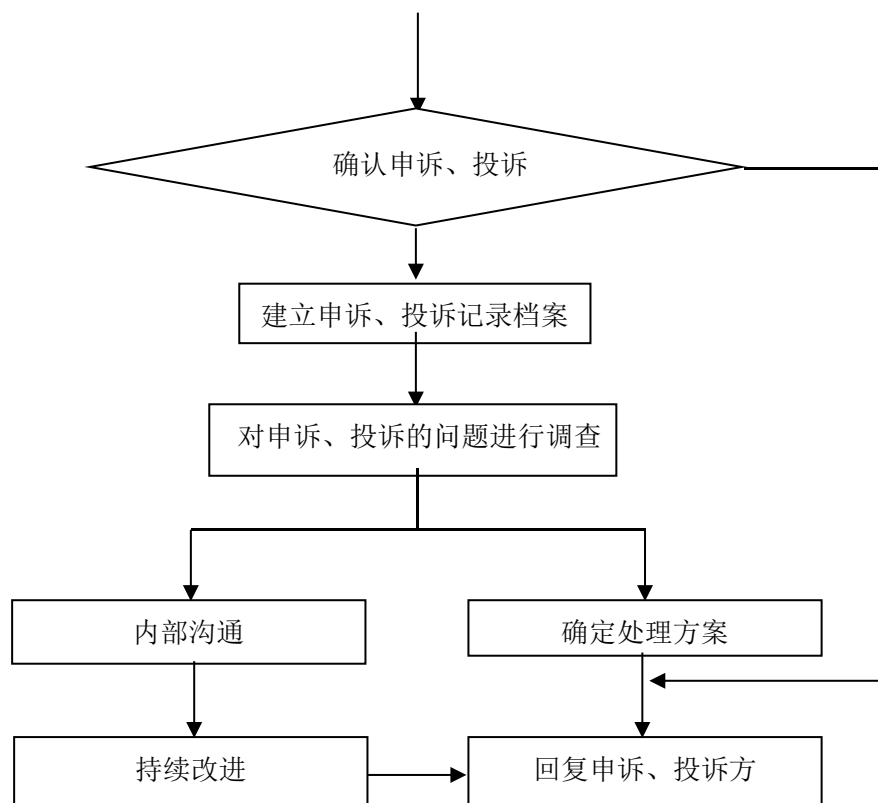 确认申诉、投诉
建立申诉、投诉记录档案
对申诉、投诉的问题进行调查
内部沟通
确定处理方案
持续改进
回复申诉、投诉方